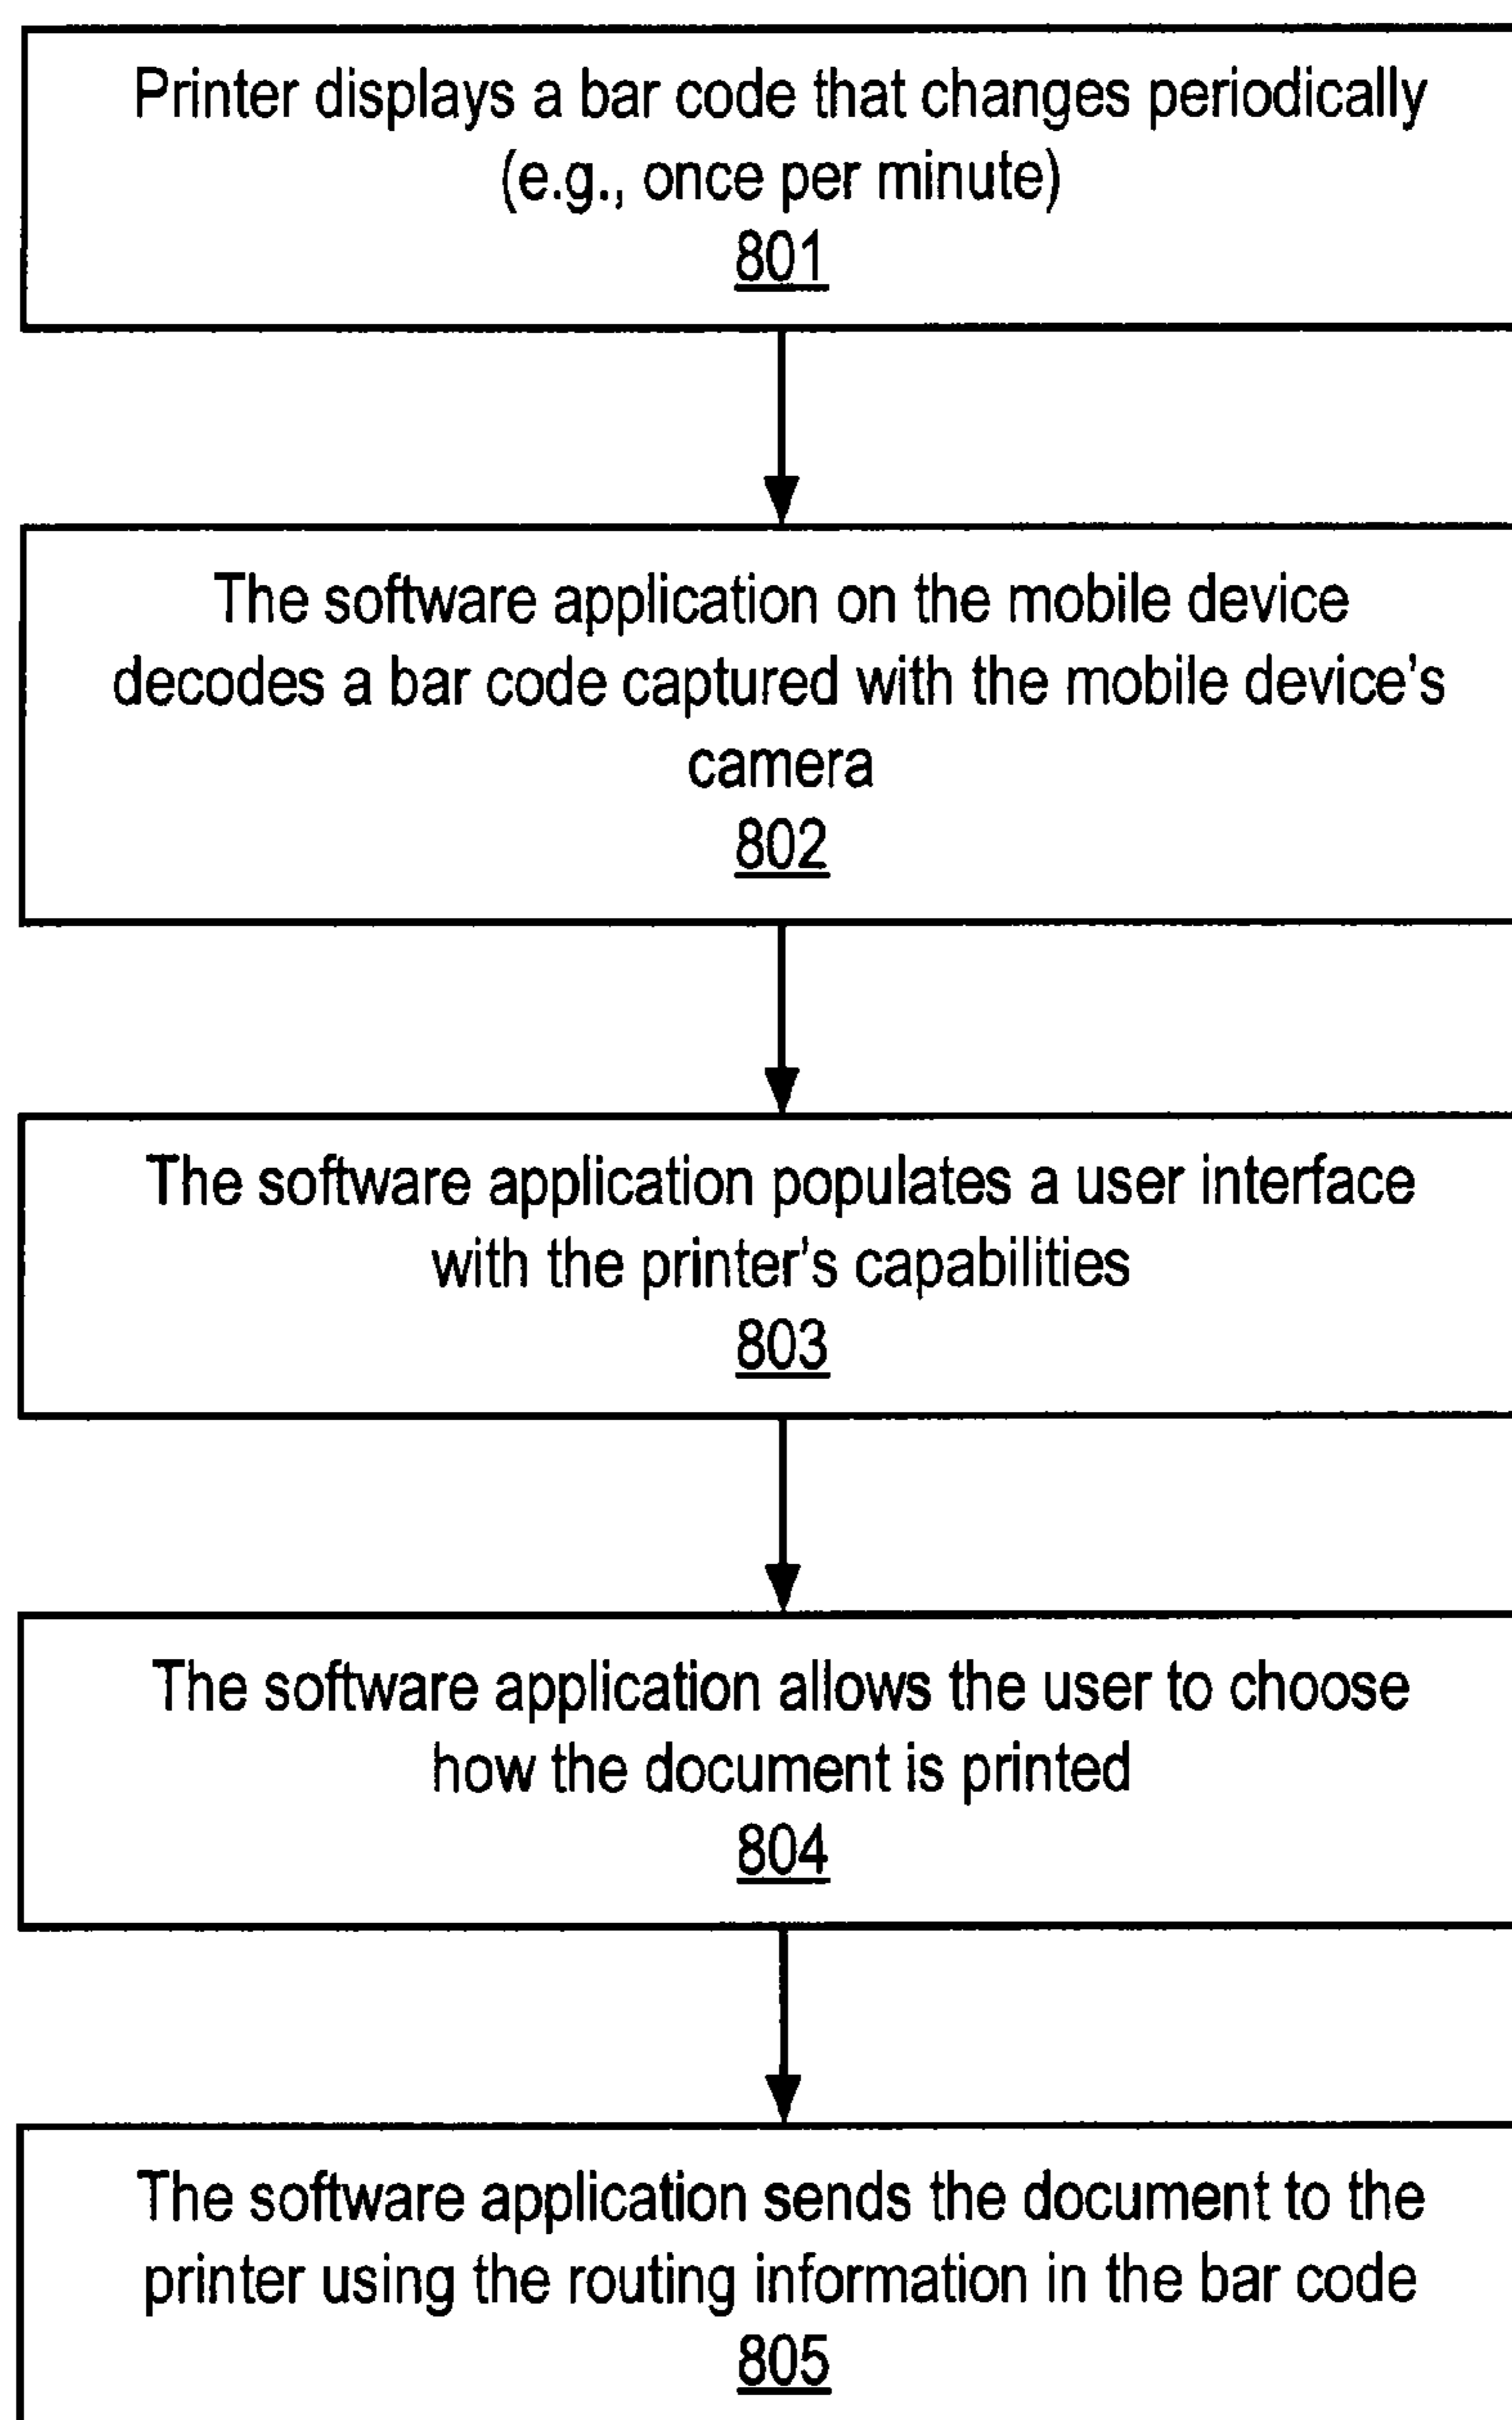 Printer displays a bar code that changes periodically
(e.g., once per minute)
801
The software application on the mobile device
decodes a bar code captured with the mobile device's
camera
802
The software application populates a user interface
with the printer's capabilities
803
The software application allows the user to choose
how the document is printed
804
The software application sends the document to the
printer using the routing information in the bar code
805